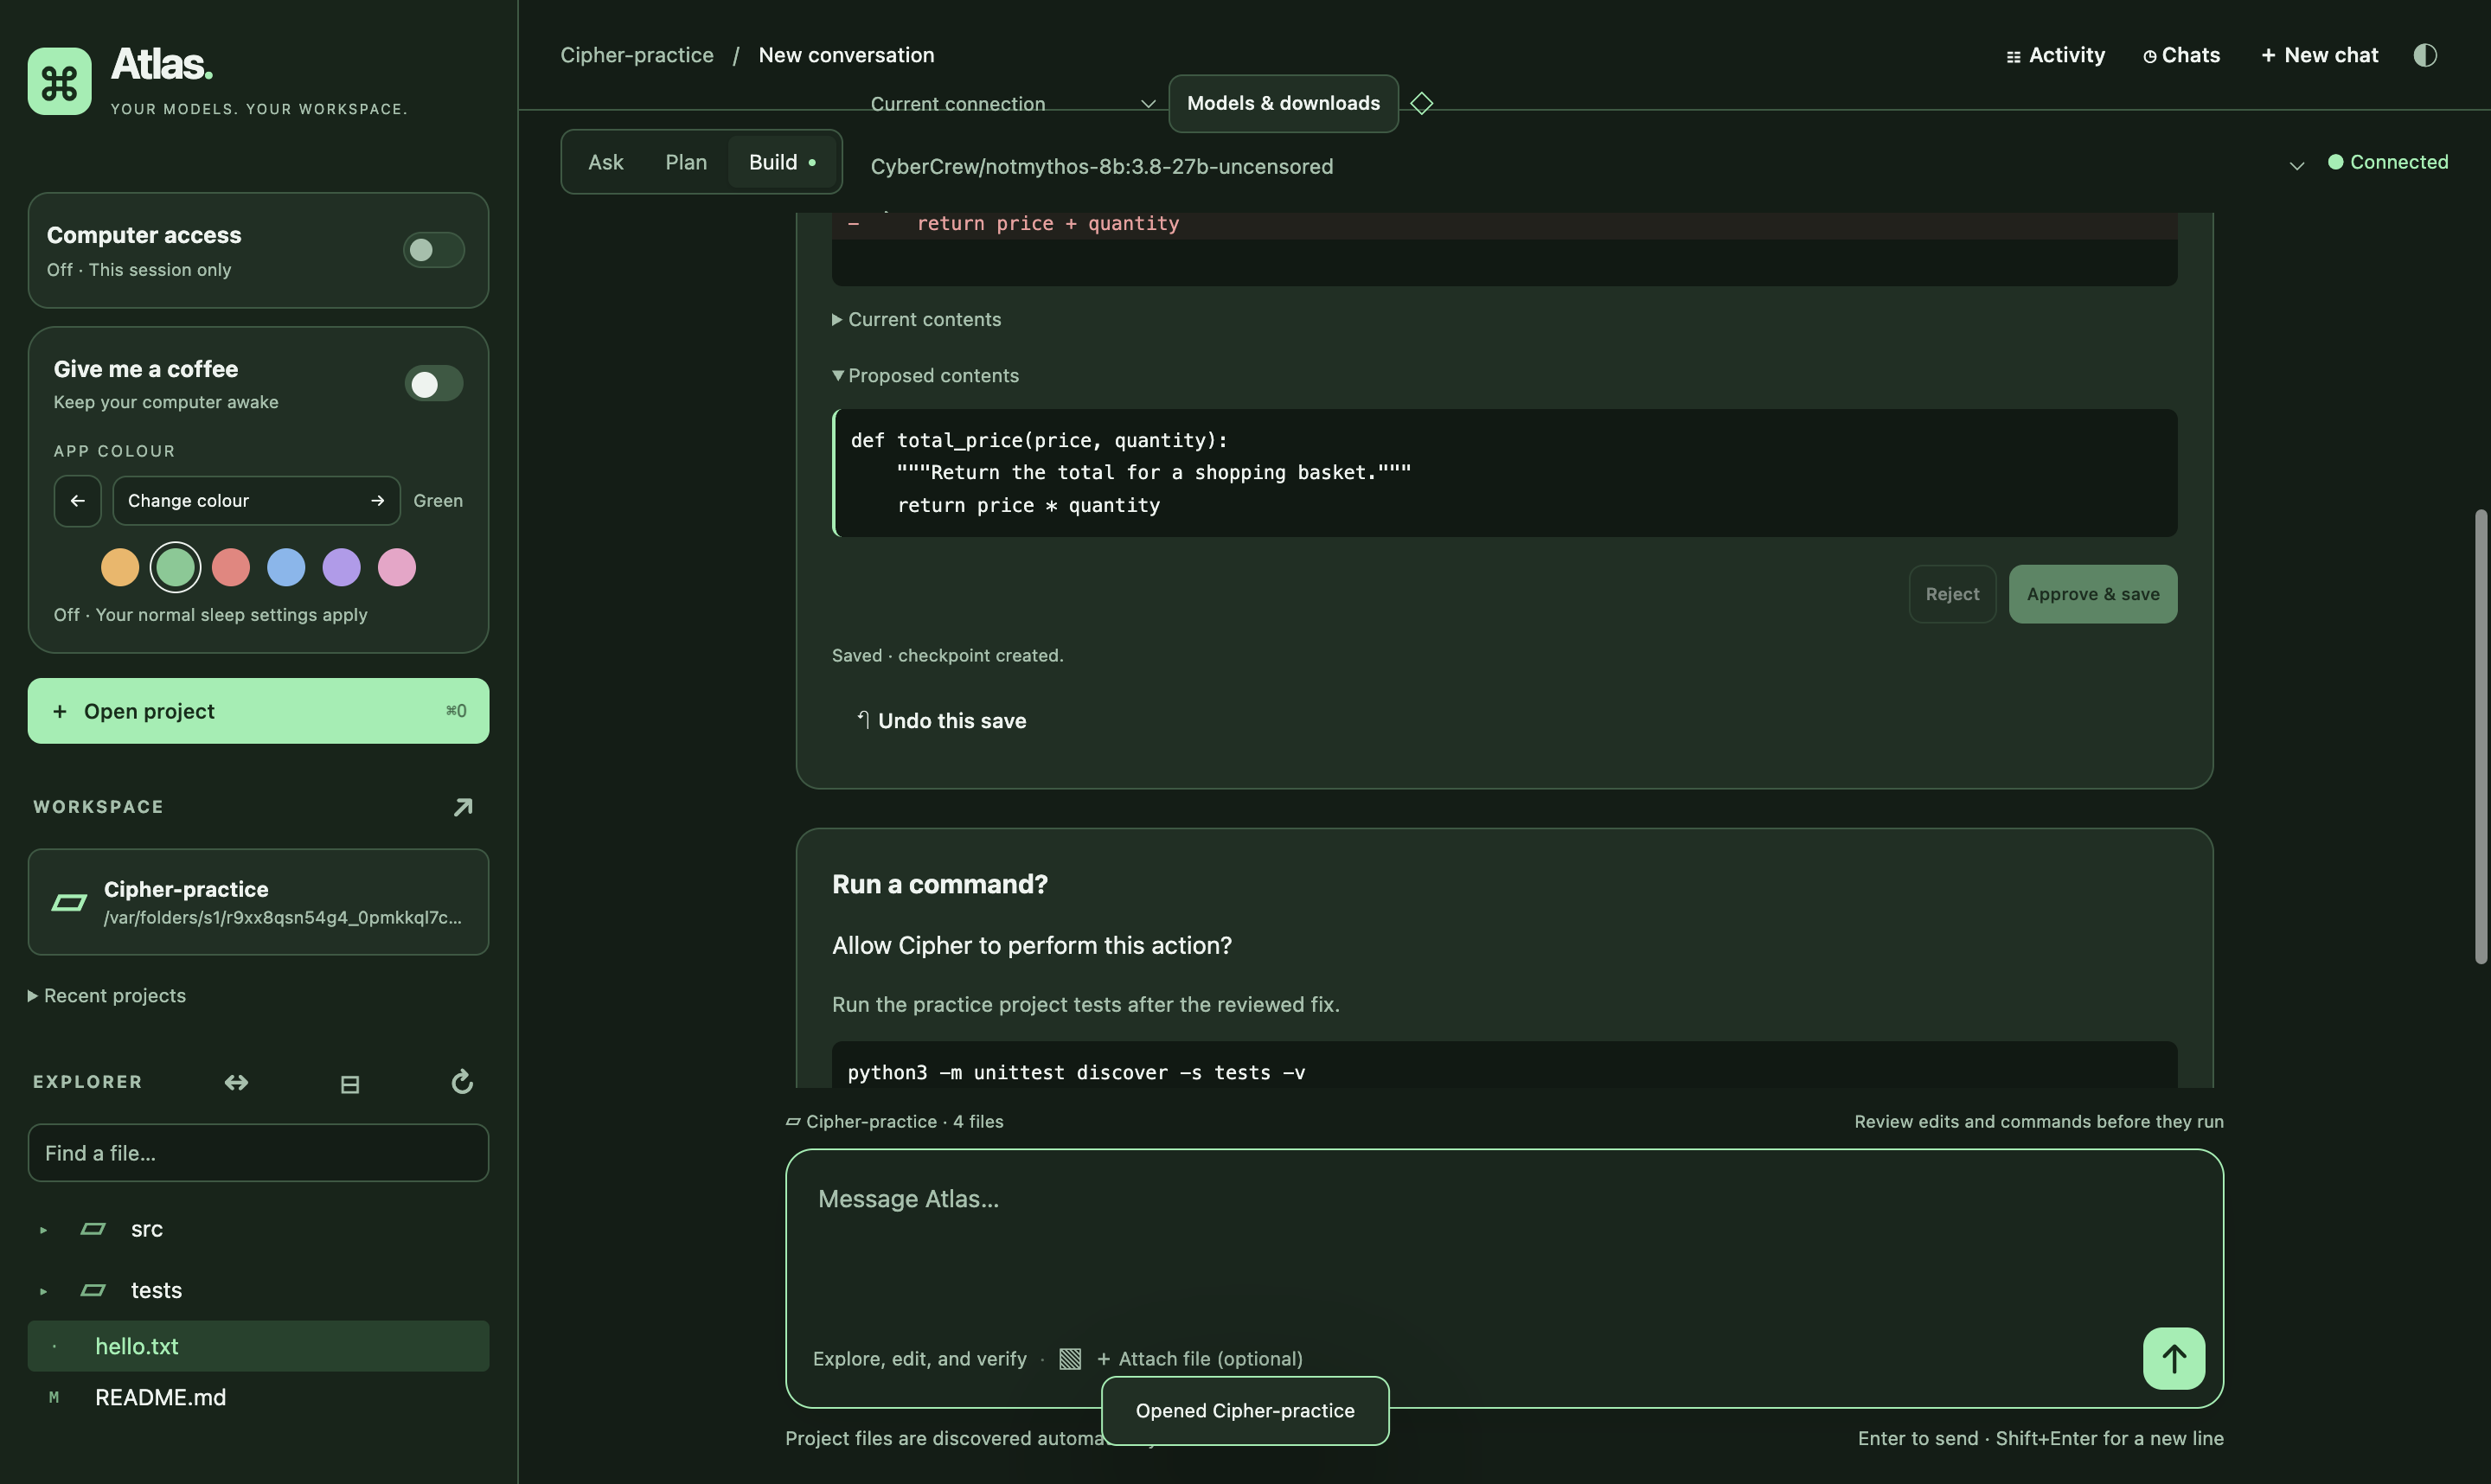 Atlas.
YOUR MODELS. YOUR WORKSPACE.
Computer access
Off · This session only
Give me a coffee
Keep your computer awake
APP COLOUR
← Change colour → Green
Off · Your normal sleep settings apply
+ Open project ⌘O
WORKSPACE
Cipher-practice
/var/folders/s1/r9xx8qsn54g4_0pmkkql7c...
Recent projects
EXPLORER
Find a file...
src
tests
hello.txt
M README.md
Cipher-practice / New conversation
Activity
Chats
+ New chat
Current connection
Models & downloads
Ask Plan Build
CyberCrew/notmythos-8b:3.8-27b-uncensored
Connected
- return price + quantity
Current contents
Proposed contents
def total_price(price, quantity):
"""Return the total for a shopping basket."""
return price * quantity
Reject Approve & save
Saved · checkpoint created.
Undo this save
Run a command?
Allow Cipher to perform this action?
Run the practice project tests after the reviewed fix.
python3 -m unittest discover -s tests -v
Cipher-practice · 4 files
Review edits and commands before they run
Message Atlas...
Explore, edit, and verify · + Attach file (optional)
Opened Cipher-practice
Project files are discovered
Enter to send · Shift+Enter for a new line